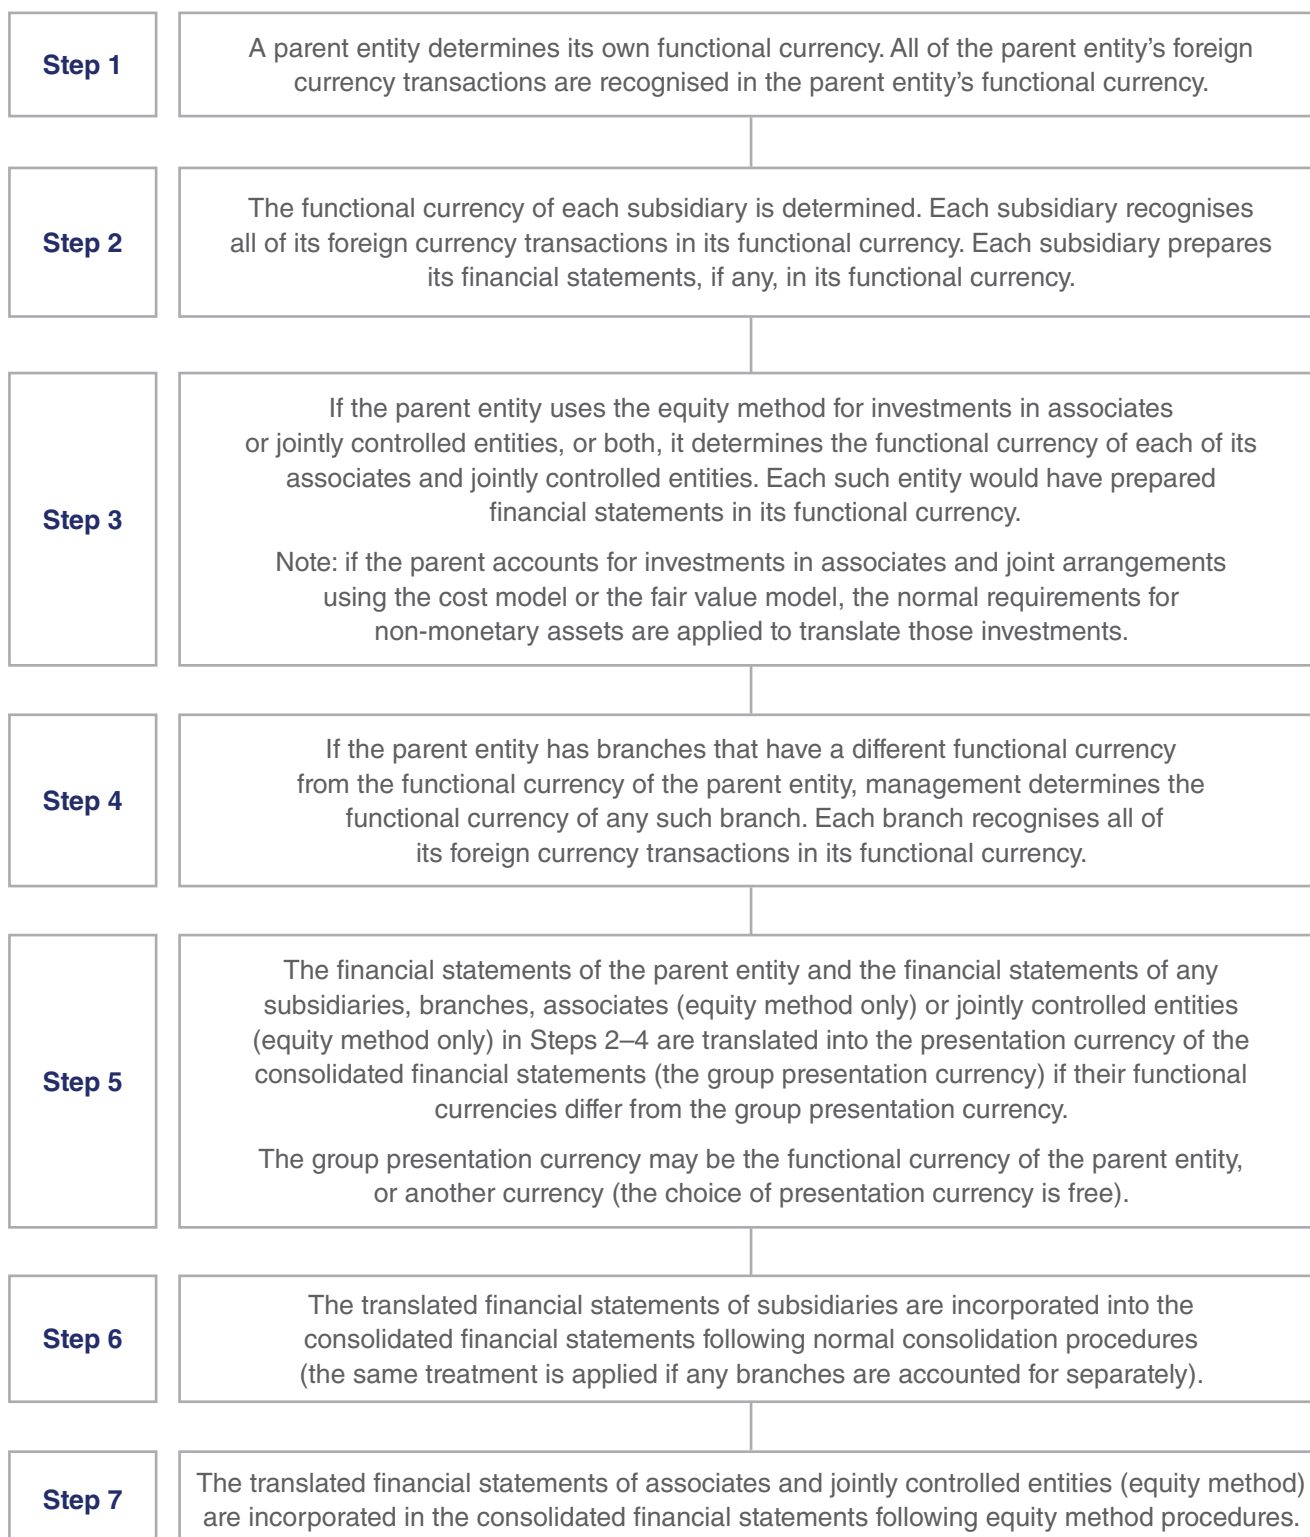 Step 1
A parent entity determines its own functional currency. All of the parent entity’s foreign
currency transactions are recognised in the parent entity’s functional currency.
Step 2
The functional currency of each subsidiary is determined. Each subsidiary recognises
all of its foreign currency transactions in its functional currency. Each subsidiary prepares
its financial statements, if any, in its functional currency.
Step 3
If the parent entity uses the equity method for investments in associates
or jointly controlled entities, or both, it determines the functional currency of each of its
associates and jointly controlled entities. Each such entity would have prepared
financial statements in its functional currency.
Note: if the parent accounts for investments in associates and joint arrangements
using the cost model or the fair value model, the normal requirements for
non-monetary assets are applied to translate those investments.
Step 4
If the parent entity has branches that have a different functional currency
from the functional currency of the parent entity, management determines the
functional currency of any such branch. Each branch recognises all of
its foreign currency transactions in its functional currency.
Step 5
The financial statements of the parent entity and the financial statements of any
subsidiaries, branches, associates (equity method only) or jointly controlled entities
(equity method only) in Steps 2–4 are translated into the presentation currency of the
consolidated financial statements (the group presentation currency) if their functional
currencies differ from the group presentation currency.
The group presentation currency may be the functional currency of the parent entity,
or another currency (the choice of presentation currency is free).
Step 6
The translated financial statements of subsidiaries are incorporated into the
consolidated financial statements following normal consolidation procedures
(the same treatment is applied if any branches are accounted for separately).
Step 7
The translated financial statements of associates and jointly controlled entities (equity method)
are incorporated in the consolidated financial statements following equity method procedures.